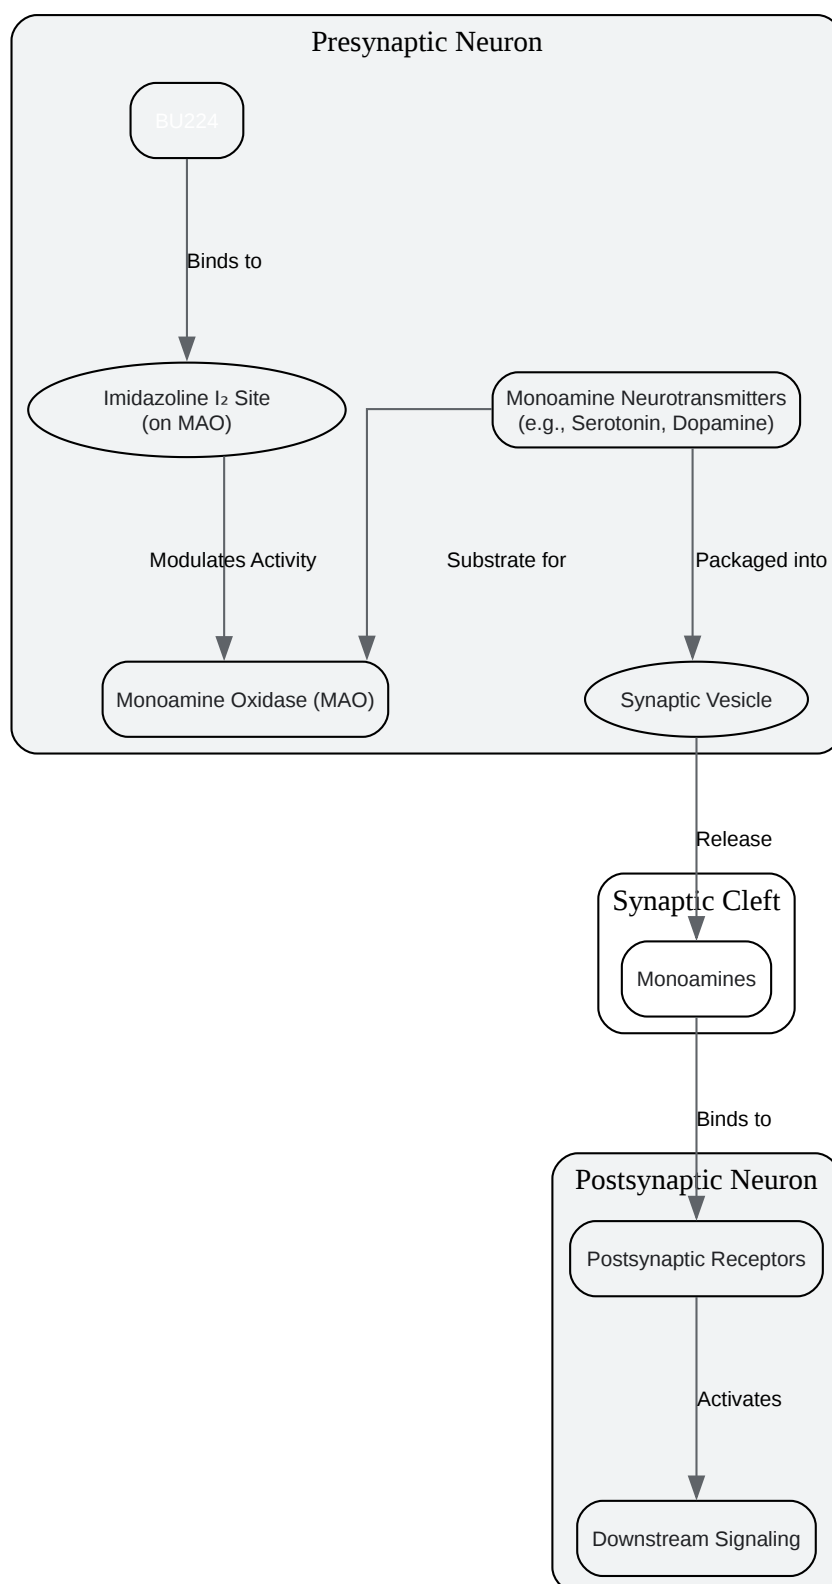 Presynaptic Neuron
BU224
Binds to
Imidazoline I₂ Site
(on MAO)
Monoamine Neurotransmitters
(e.g., Serotonin, Dopamine)
Modulates Activity
Substrate for
Packaged into
Monoamine Oxidase (MAO)
Synaptic Vesicle
Release
Synaptic Cleft
Monoamines
Binds to
Postsynaptic Neuron
Postsynaptic Receptors
Activates
Downstream Signaling